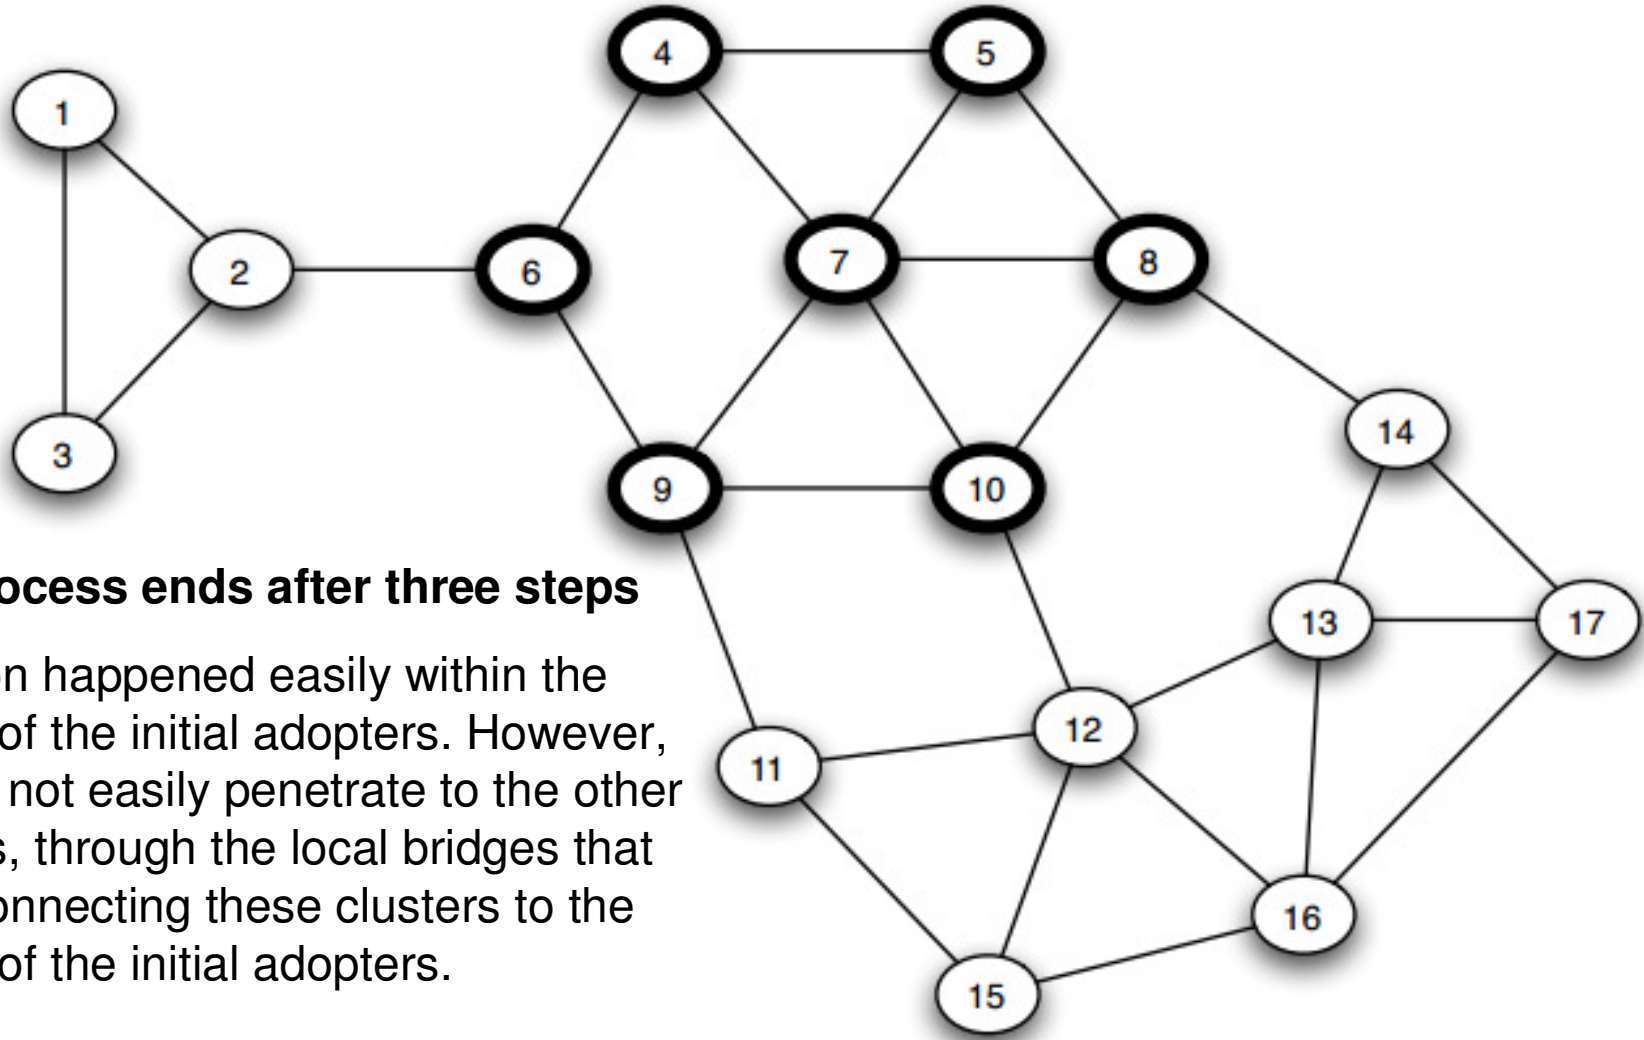 4
5
1
7
8
2
6
14
3
9
10
ocess ends after three steps
13
17
on happened easily within the
of the initial adopters. However,
12
11
not easily penetrate to the other
s, through the local bridges that
onnecting these clusters to the
16
of the initial adopters.
15